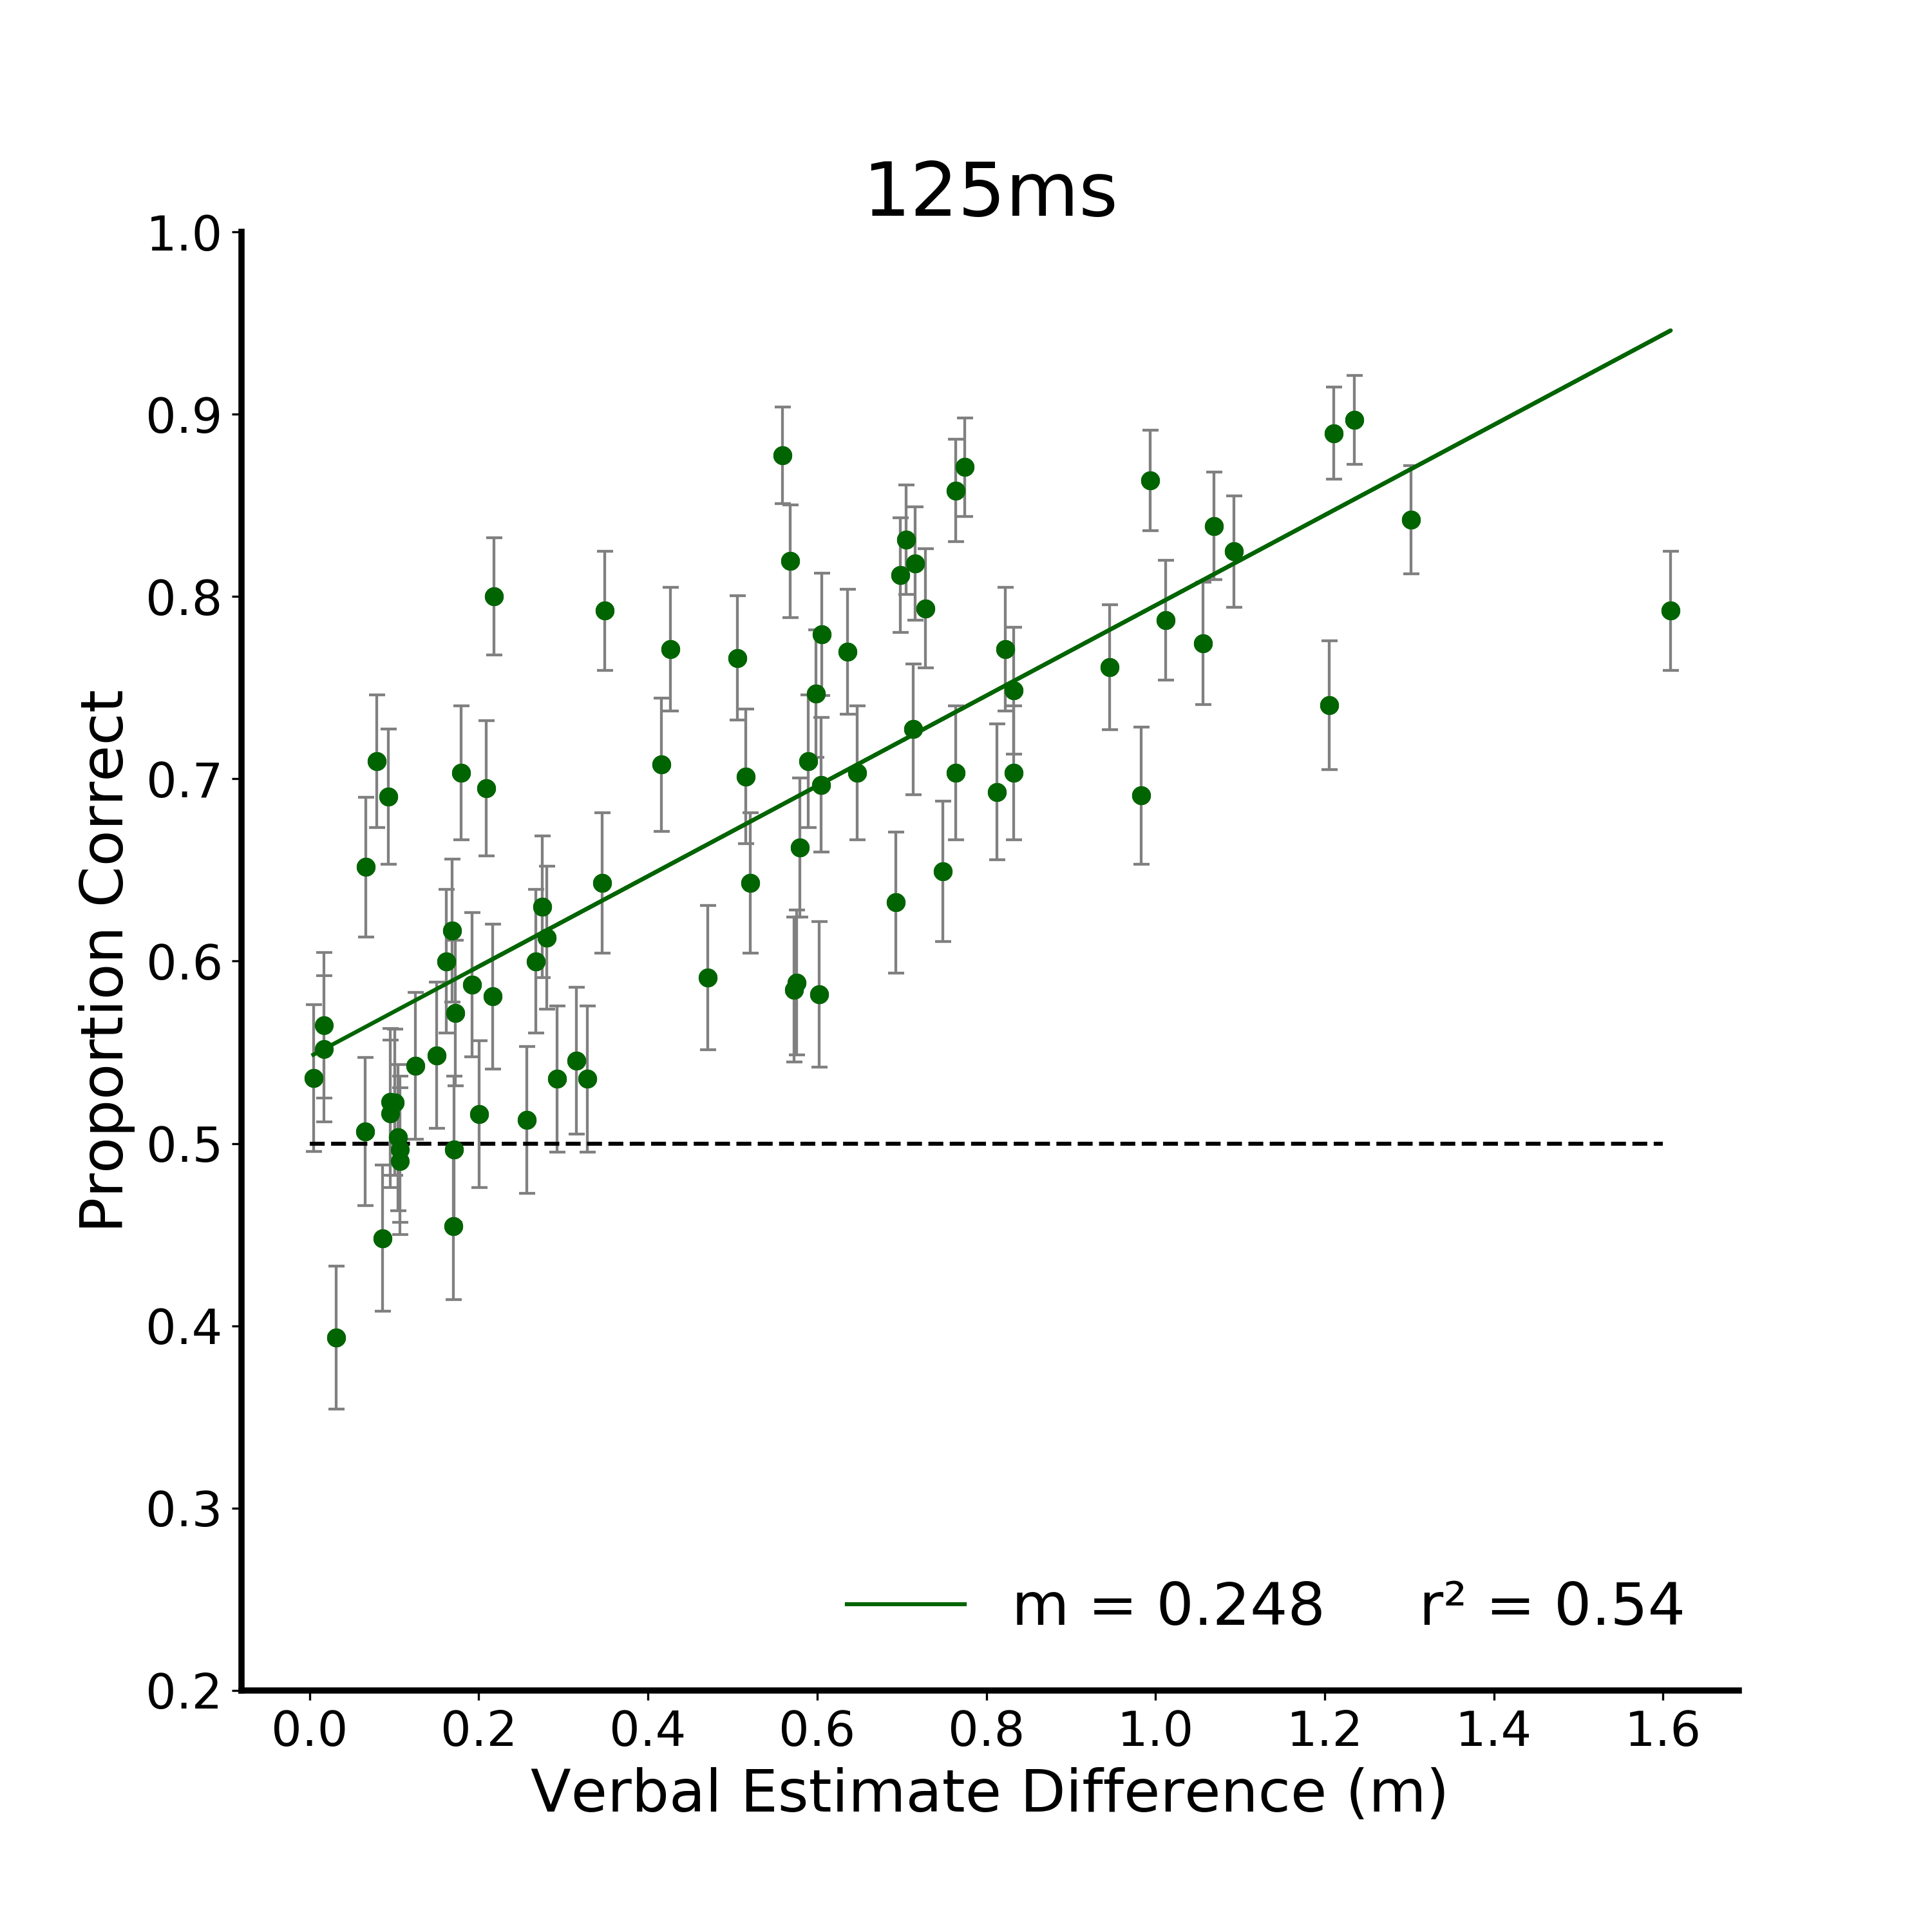 125ms
1.0
0.9
0.8
0.7
0.6
0.5
0.4
0.3
0.2
Proportion Correct
m = 0.248 r² = 0.54
0.0 0.2 0.4 0.6 0.8 1.0 1.2 1.4 1.6
Verbal Estimate Difference (m)